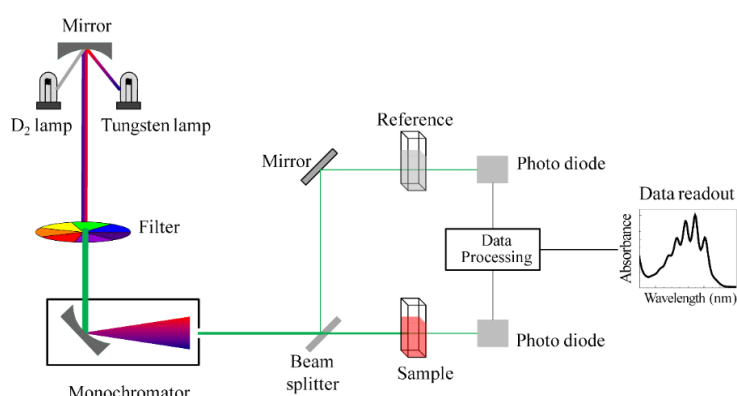 Mirror
D₂ lamp
Tungsten lamp
Filter
Monochromator
Beam
splitter
Mirror
Reference
Sample
Photo diode
Data
Processing
Photo diode
Data readout
Absorbance
Wavelength (nm)